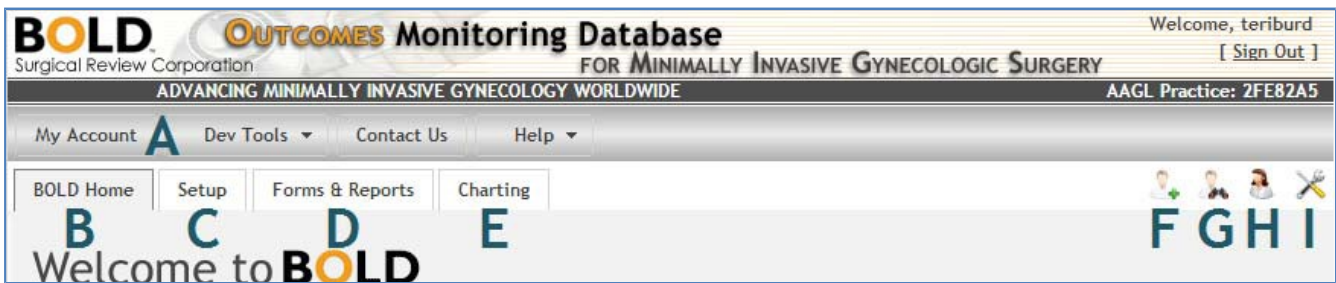 BOLD
Surgical Review Corporation
OUTCOMES Monitoring Database
FOR MINIMALLY INVASIVE GYNECOLOGIC SURGERY
Welcome, teriburd
[ Sign Out ]
ADVANCING MINIMALLY INVASIVE GYNECOLOGY WORLDWIDE AAGL Practice: 2FE82A5
My Account A Dev Tools Contact Us Help
BOLD Home Setup Forms & Reports Charting
B C D E F G H I
Welcome to BOLD